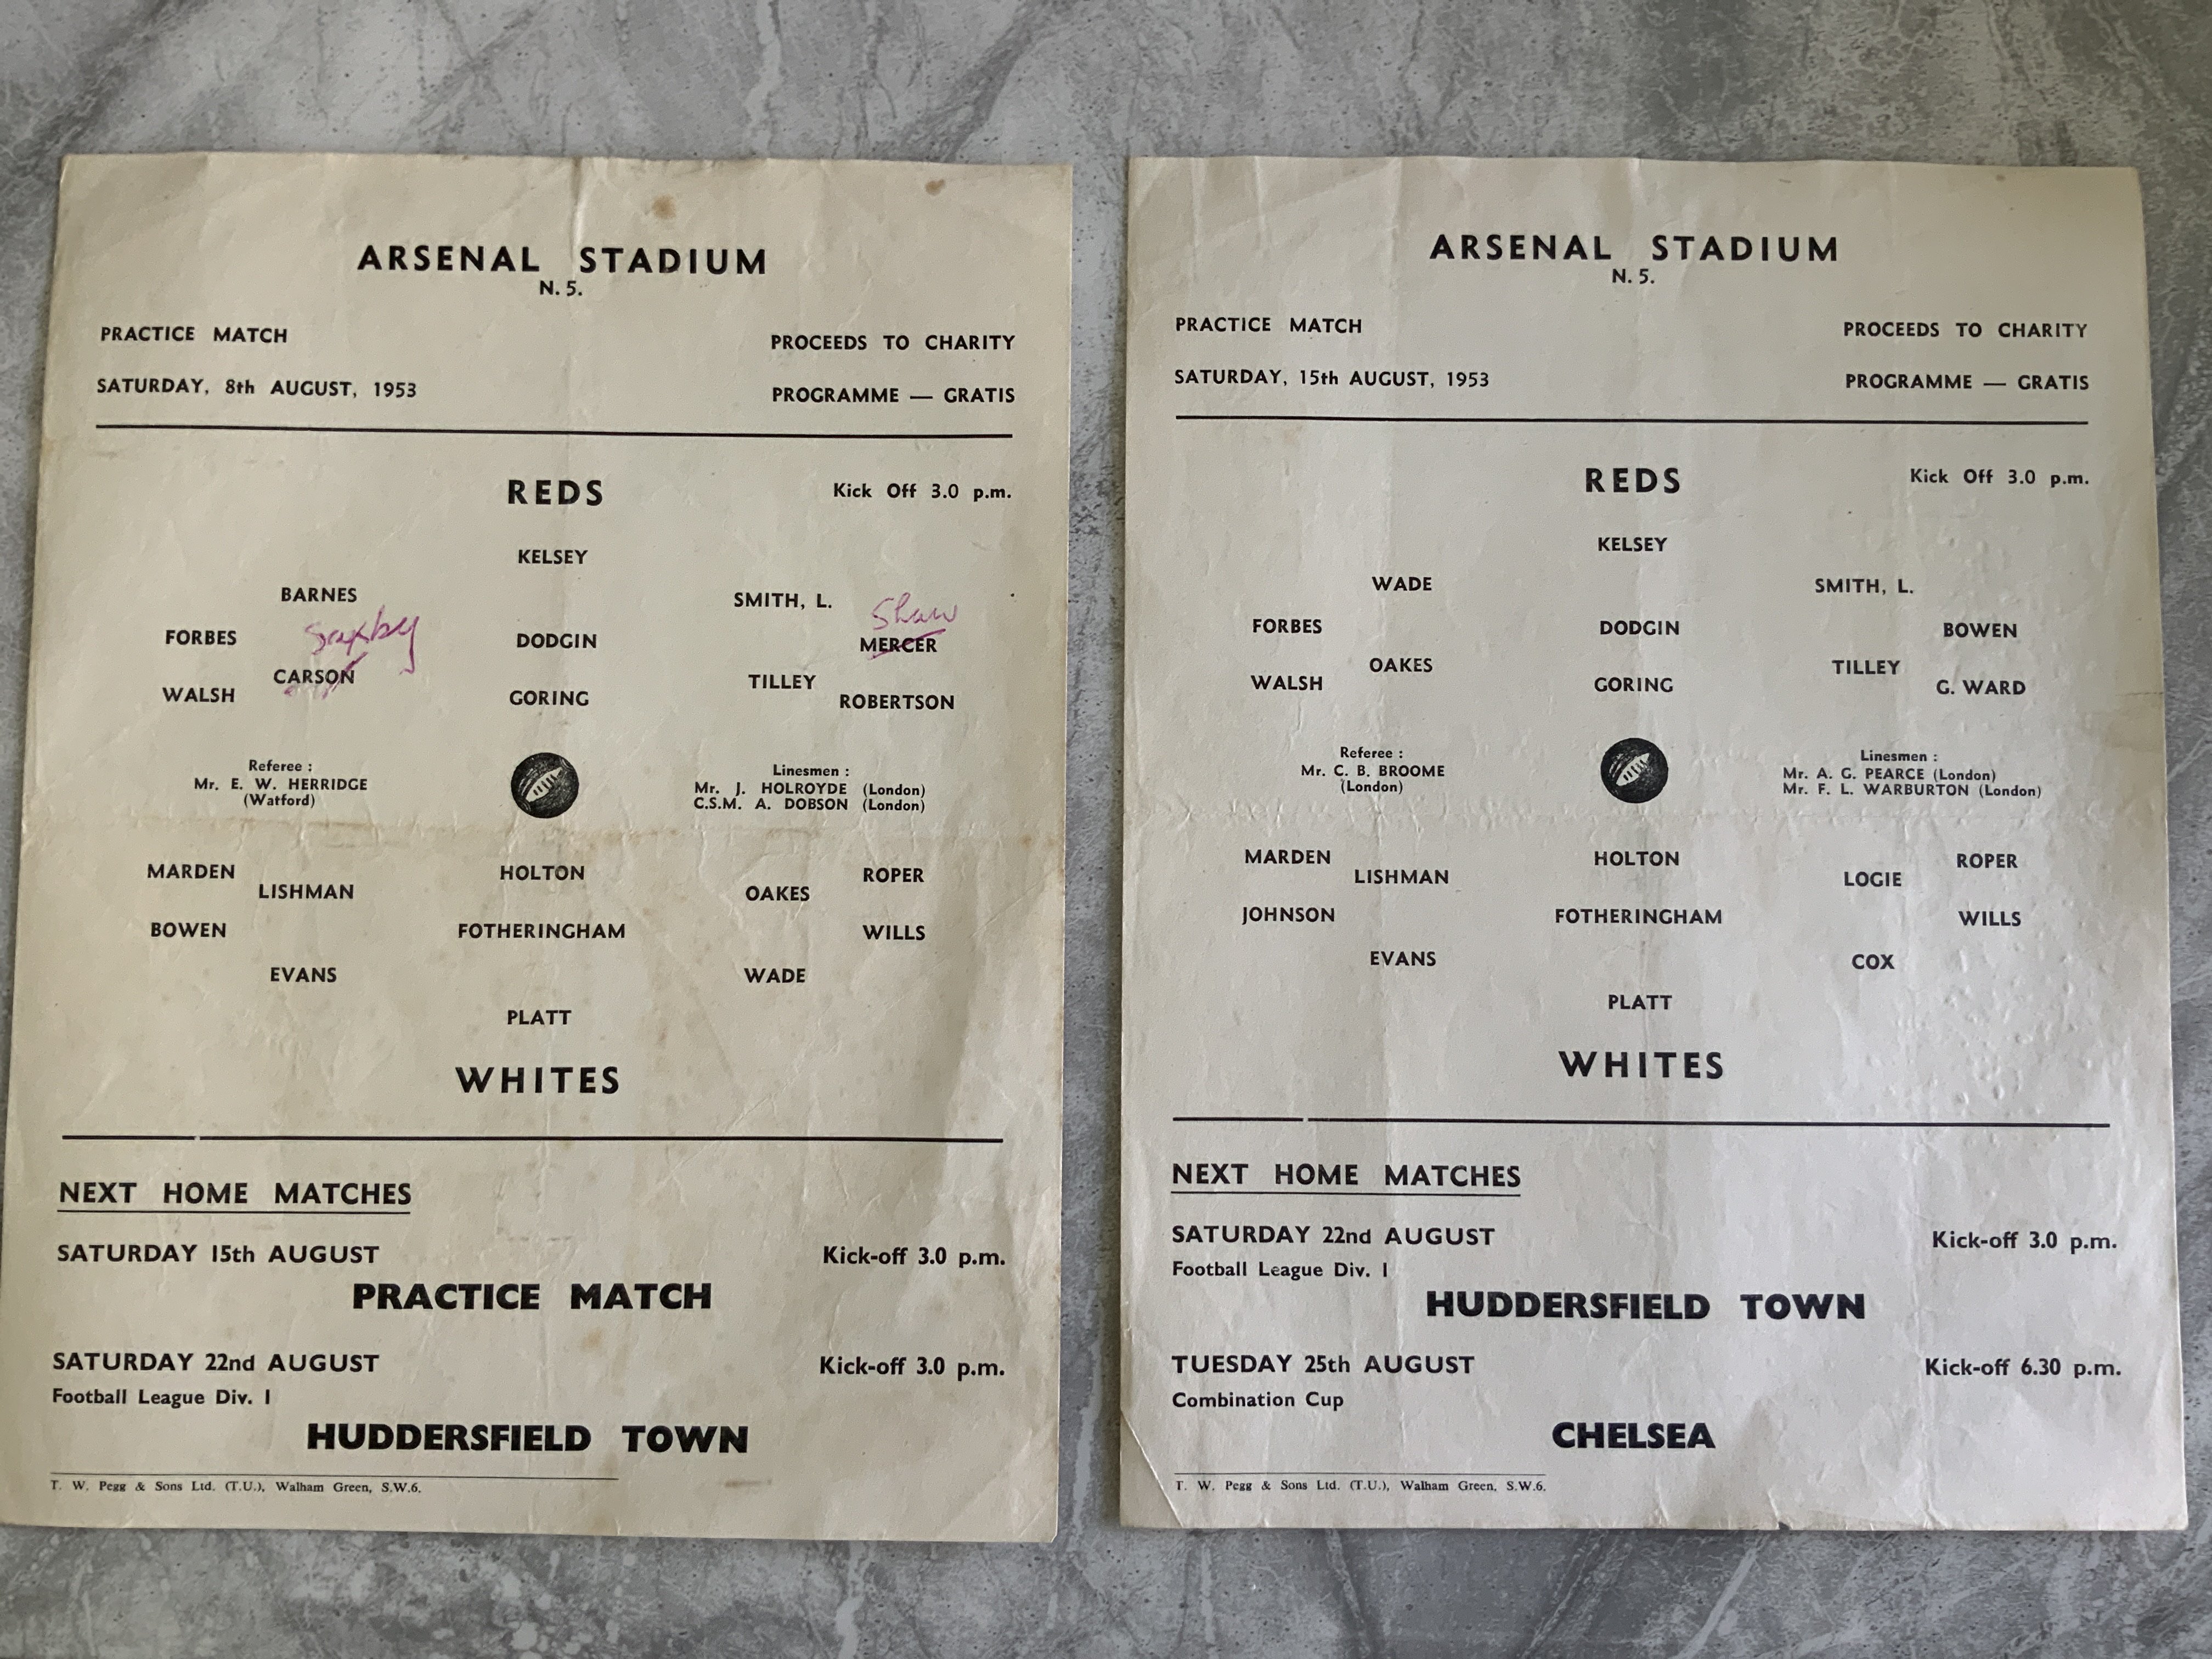 ARSENAL STADIUM
N. 5.
PRACTICE MATCH
PROCEEDS TO CHARITY
SATURDAY, 8th AUGUST, 1953
PROGRAMME — GRATIS
REDS
Kick Off 3.0 p.m.
KELSEY
BARNES
SMITH, L.
Shaw
FORBES
Saxby
DODGIN
MERCER
CARSON
TILLEY
WALSH
GORING
ROBERTSON
Referee :
Mr. E. W. HERRIDGE
(Watford)
Linesmen :
Mr. J. HOLROYDE (London)
C.S.M. A. DOBSON (London)
MARDEN
HOLTON
ROPER
LISHMAN
OAKES
BOWEN
FOTHERINGHAM
WILLS
EVANS
WADE
PLATT
WHITES
NEXT HOME MATCHES
SATURDAY 15th AUGUST
Kick-off 3.0 p.m.
PRACTICE MATCH
SATURDAY 22nd AUGUST
Kick-off 3.0 p.m.
Football League Div. I
HUDDERSFIELD TOWN
T. W. Pegg & Sons Ltd. (T.U.), Walham Green, S.W.6.
ARSENAL STADIUM
N. 5.
PRACTICE MATCH
PROCEEDS TO CHARITY
SATURDAY, 15th AUGUST, 1953
PROGRAMME — GRATIS
REDS
Kick Off 3.0 p.m.
KELSEY
WADE
SMITH, L.
FORBES
DODGIN
BOWEN
OAKES
TILLEY
WALSH
GORING
G. WARD
Referee :
Mr. C. B. BROOME
(London)
Linesmen :
Mr. A. G. PEARCE (London)
Mr. F. L. WARBURTON (London)
MARDEN
HOLTON
ROPER
LISHMAN
LOGIE
JOHNSON
FOTHERINGHAM
WILLS
EVANS
COX
PLATT
WHITES
NEXT HOME MATCHES
SATURDAY 22nd AUGUST
Kick-off 3.0 p.m.
Football League Div. I
HUDDERSFIELD TOWN
TUESDAY 25th AUGUST
Kick-off 6.30 p.m.
Combination Cup
CHELSEA
T. W. Pegg & Sons Ltd. (T.U.), Walham Green, S.W.6.